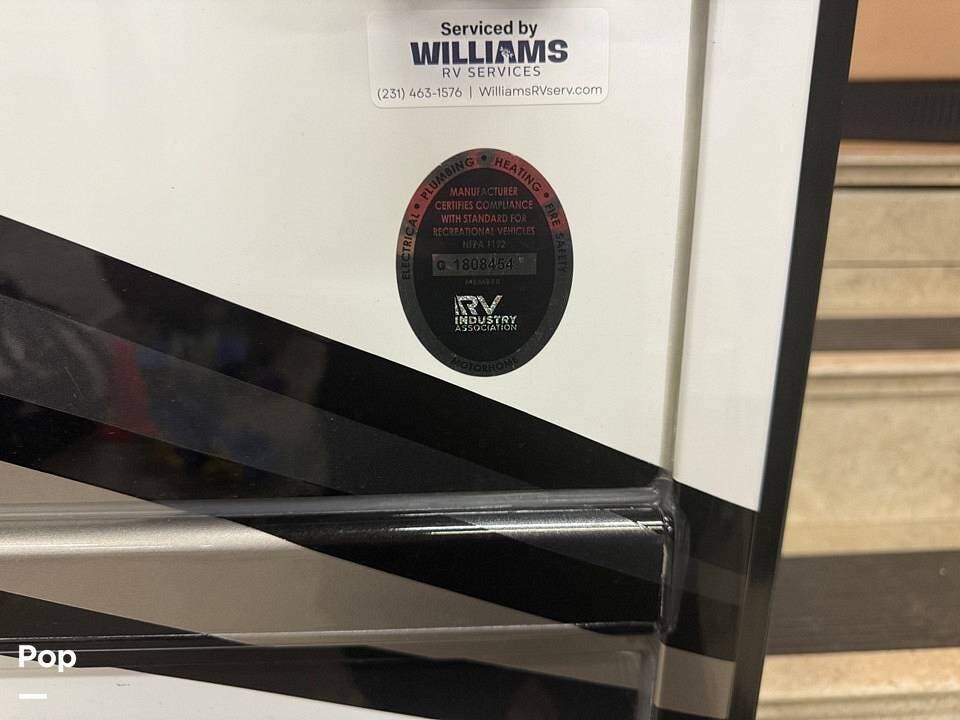 Serviced by
WILLIAMS
RV SERVICES
(231) 463-1576 | WilliamsRVserv.com
ELECTRICAL • PLUMBING • HEATING • FIRE SAFETY
MANUFACTURER
CERTIFIES COMPLIANCE
WITH STANDARD FOR
RECREATIONAL VEHICLES
NFPA 1192
G 1808454
MEMBER
RV
INDUSTRY
ASSOCIATION
MOTORHOME
Pop